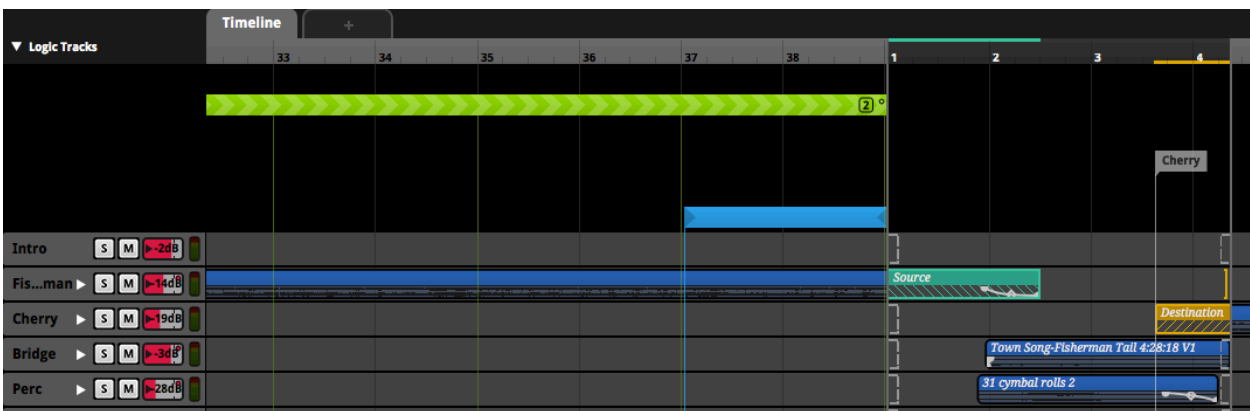 Timeline +
▼ Logic Tracks
33 34 35 36 37 38 1 2 3 4
2
Cherry
Intro S M -2dB
Fis...man S M -14dB Source
Cherry S M -19dB Destination
Bridge S M -3dB Town Song-Fisherman Tail 4:28:18 V1
Perc S M -28dB 31 cymbal rolls 2